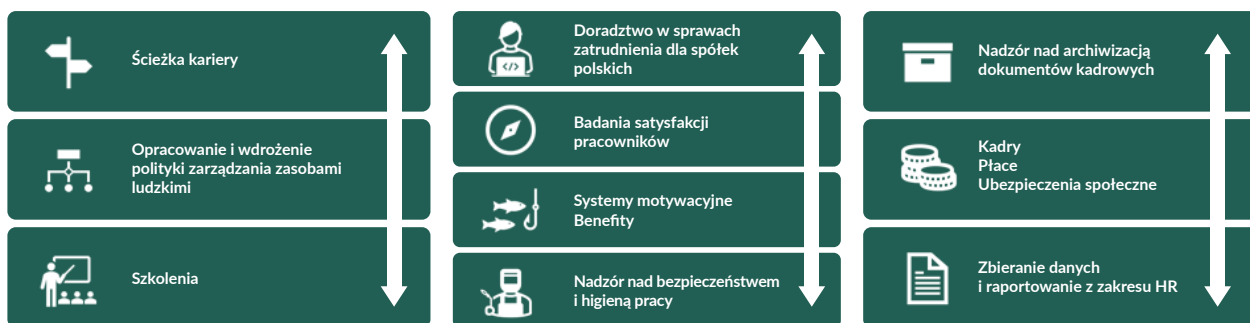 Ścieżka kariery
Opracowanie i wdrożenie
polityki zarządzania zasobami
ludzkimi
Szkolenia
Doradztwo w sprawach
zatrudnienia dla spółek
polskich
Badania satysfakcji
pracowników
Systemy motywacyjne
Benefity
Nadzór nad bezpieczeństwem
i higieną pracy
Nadzór nad archiwizacją
dokumentów kadrowych
Kadry
Płace
Ubezpieczenia społeczne
Zbieranie danych
i raportowanie z zakresu HR